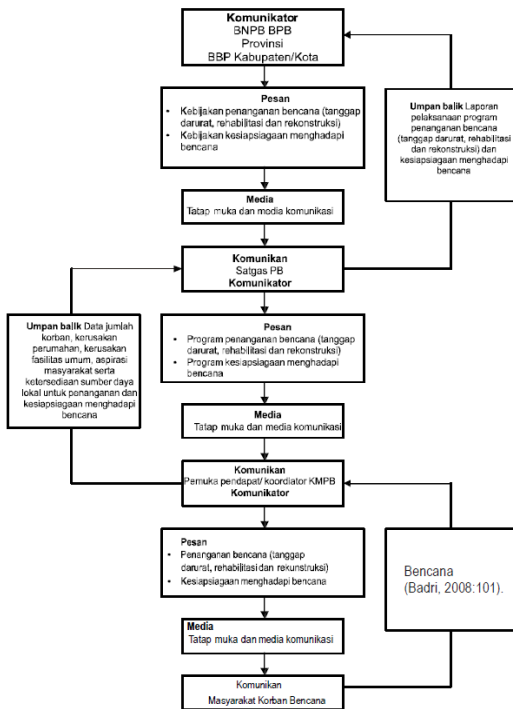 Komunikator
BNPB BPB
Provinsi
BBP Kabupaten/Kota
Pesan
• Kebijakan penanganan bencana (tanggap
darurat, rehabilitasi dan rekonstruksi)
• Kebijakan kesiapsiagaan menghadapi
bencana
Umpan balik Laporan
pelaksanaan program
penanganan bencana
(tanggap darurat, rehabilitasi
dan rekonstruksi) dan
kesiapsiagaan menghadapi
bencana
Media
Tatap muka dan modia komunikasi
Komunikan
Satgas PB
Komunikator
Umpan balik Data jumlah
korban, kerusakan
perumahan, kerusakan
fasilitas umum, aspirasi
masyarakat serta
ketersediaan sumber daya
lokal untuk penanganan dan
kesiapsiagaan menghadapi
bencana
Pesan
• Program penanganan bencana (tanggap
darurat, rehabilitasi dan rekonstruksi)
• Program kesiapsiagaan menghadapi
bencana
Media
Tatap muka dan media komunikasi
Komunikan
Pemuka pendapat/ koordiator KMPB
Komunikator
Pesan
• Penanganan bencana (tanggap
darurat, rehabilitasi dan rekunstruksi)
• Kesiapsiagaan menghadapi bencana
Bencana
(Badri, 2008:101).
Media
Tatap muka dan media komunikasi
Komunikan
Masyarakat Korban Bencana